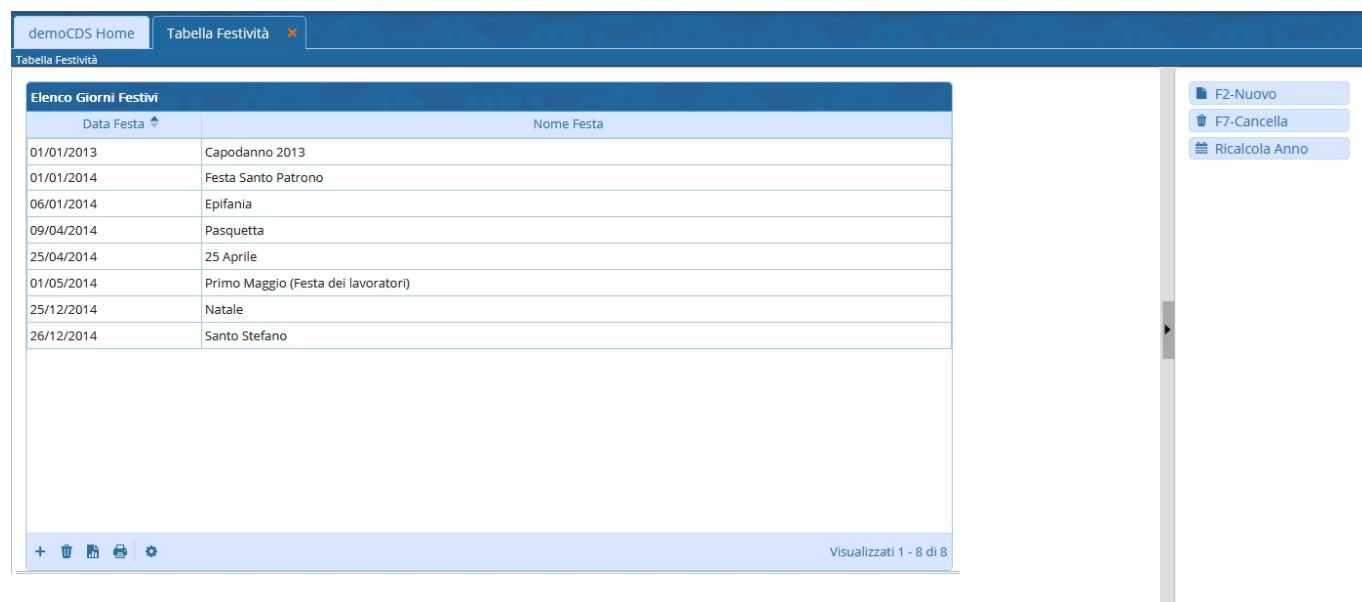 demoCDS Home Tabella Festività ×
Tabella Festività
Elenco Giorni Festivi
Data Festa Nome Festa
01/01/2013 Capodanno 2013
01/01/2014 Festa Santo Patrono
06/01/2014 Epifania
09/04/2014 Pasquetta
25/04/2014 25 Aprile
01/05/2014 Primo Maggio (Festa dei lavoratori)
25/12/2014 Natale
26/12/2014 Santo Stefano
Visualizzati 1 - 8 di 8
F2-Nuovo
F7-Cancella
Ricalcola Anno